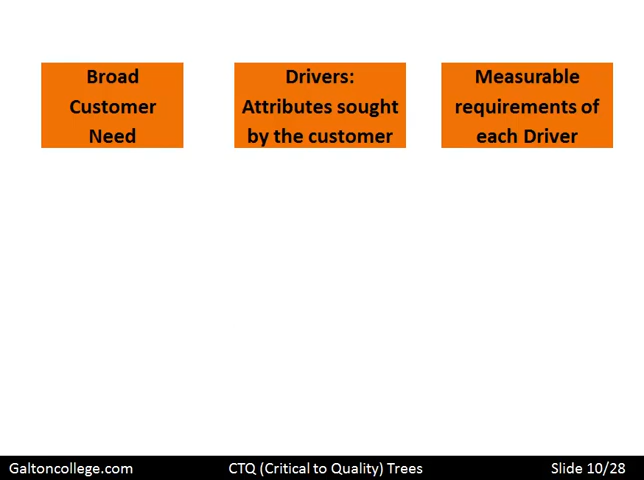 Broad
Customer
Need
Drivers:
Attributes sought
by the customer
Measurable
requirements of
each Driver
Galtoncollege.com
CTQ (Critical to Quality) Trees
Slide 10/28